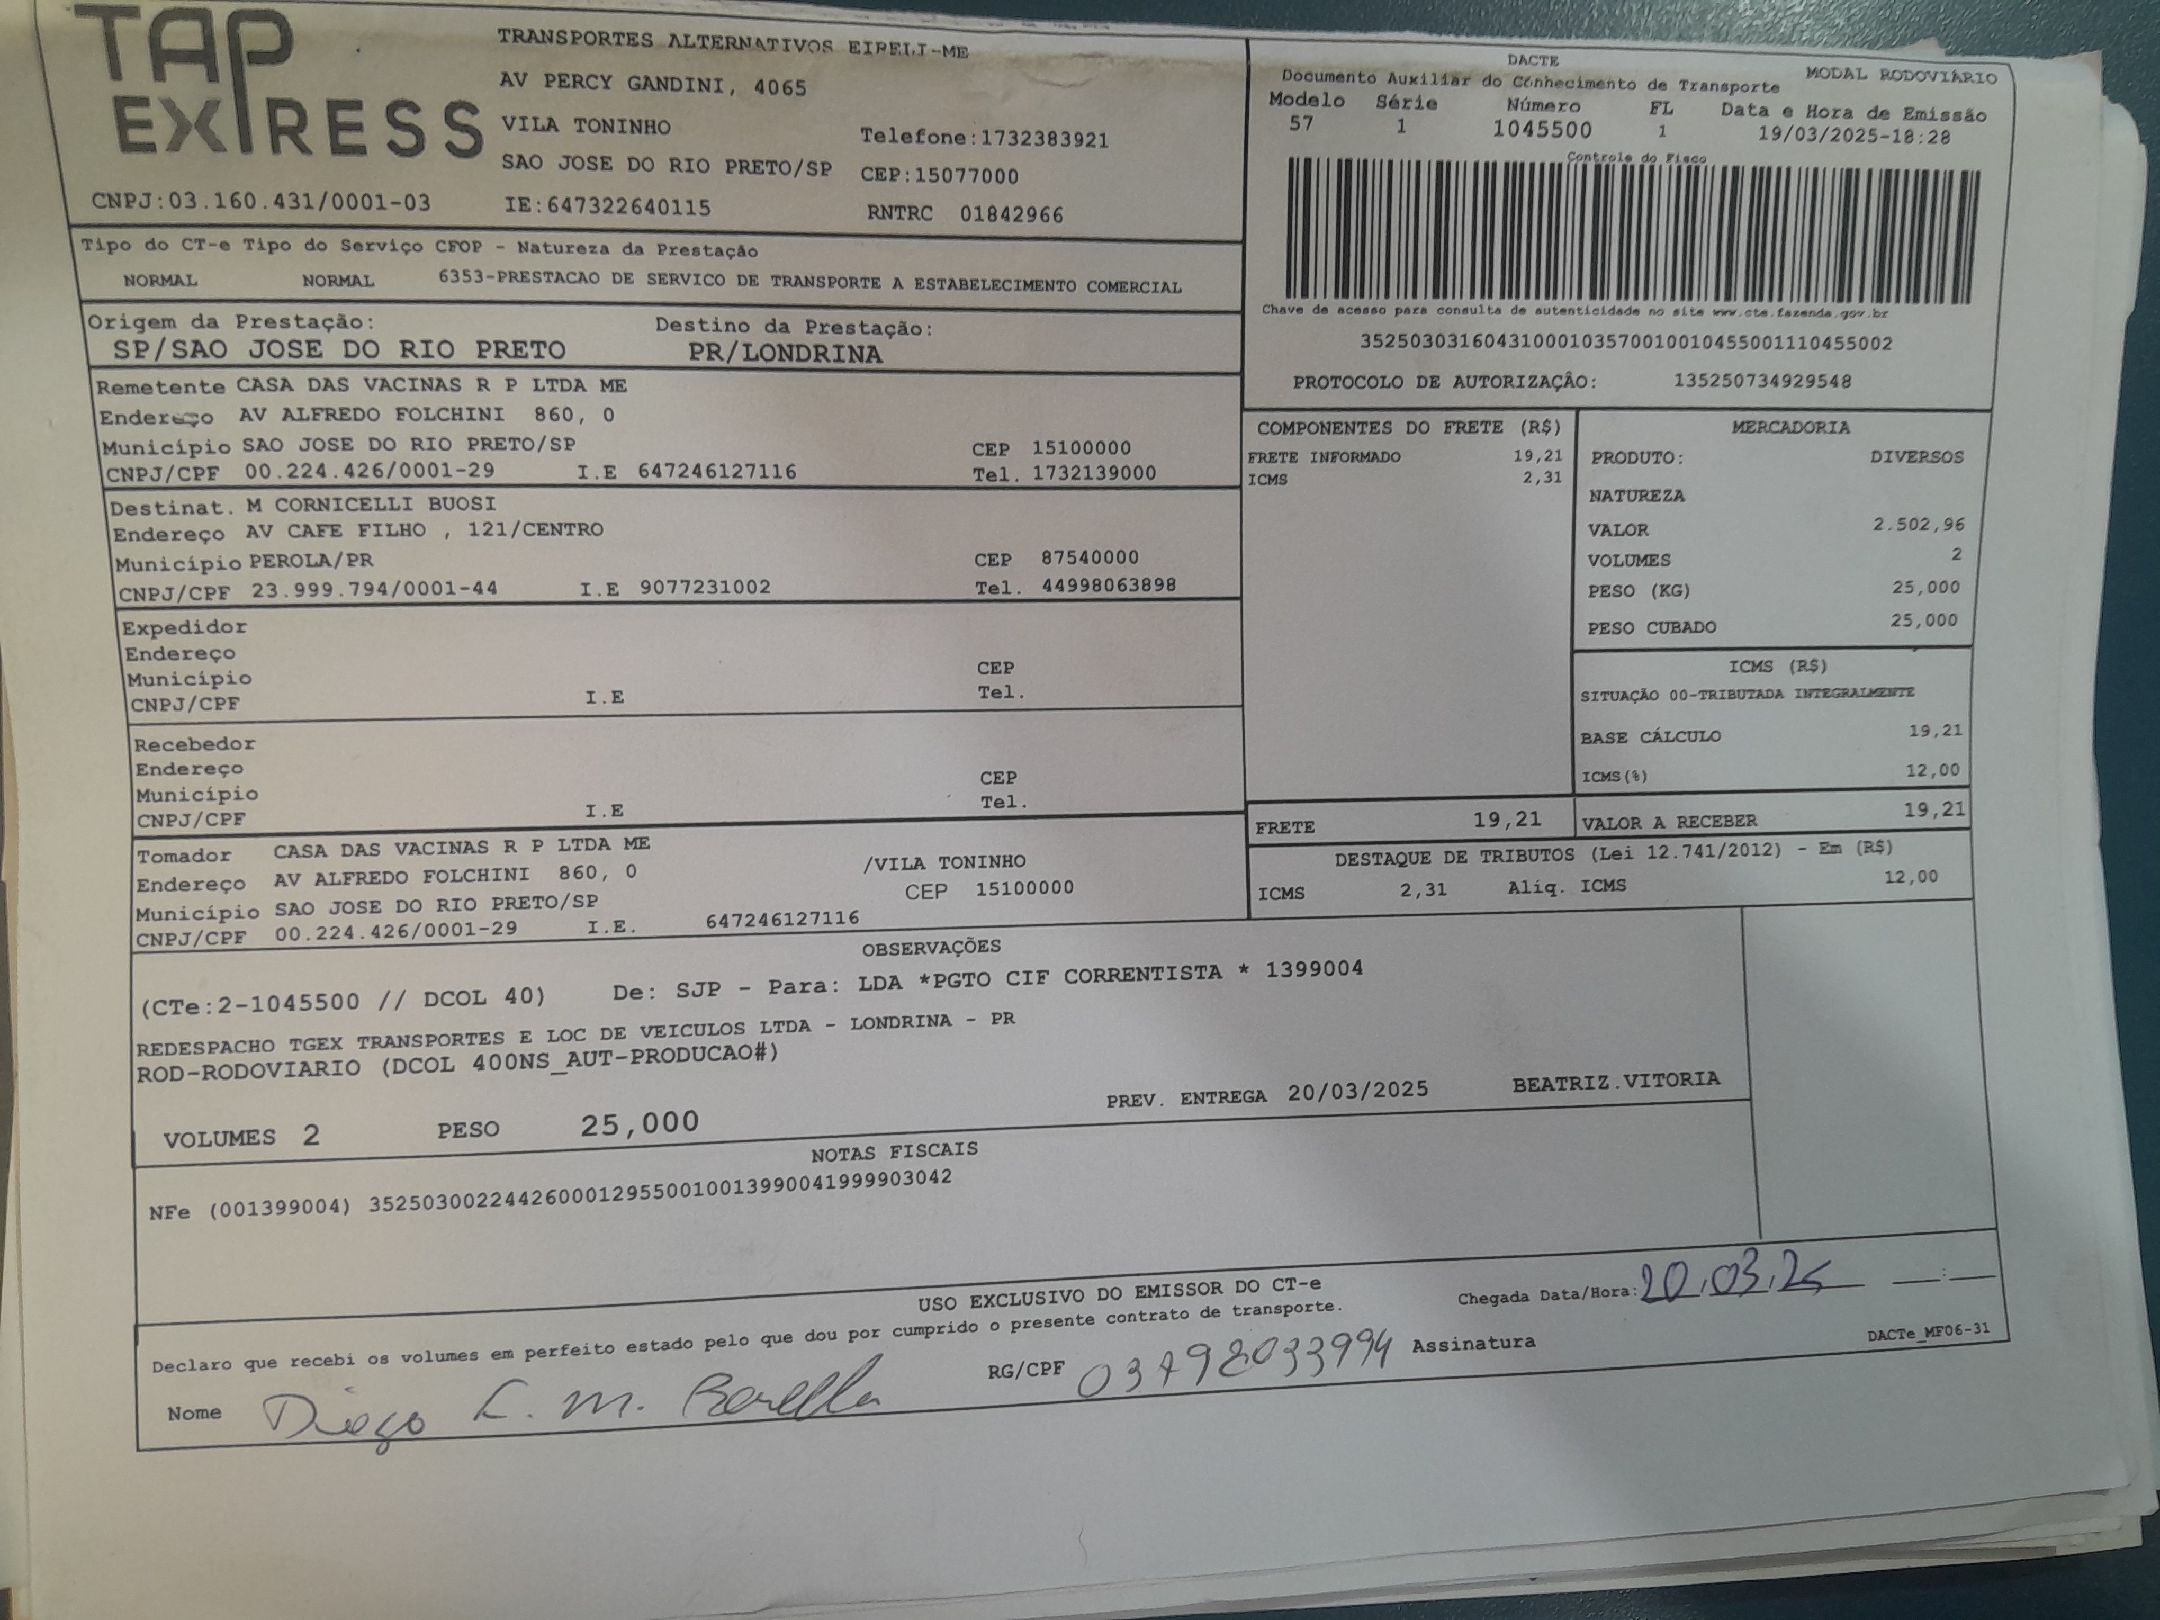 TAP EXPRESS
TRANSPORTES ALTERNATIVOS EIRELI-ME
AV PERCY GANDINI, 4065
VILA TONINHO Telefone:1732383921
SAO JOSE DO RIO PRETO/SP CEP:15077000
CNPJ:03.160.431/0001-03 IE:647322640115 RNTRC 01842966
DACTE MODAL RODOVIÁRIO
Documento Auxiliar do Conhecimento de Transporte
Modelo Série Número FL Data e Hora de Emissão
57 1 1045500 1 19/03/2025-18:28
Controle do Fisco
Chave de acesso para consulta de autenticidade no site www.cte.fazenda.gov.br
35250303160431000103570010010455001110455002
PROTOCOLO DE AUTORIZAÇÂO: 135250734929548
Tipo do CT-e Tipo do Serviço CFOP - Natureza da Prestação
NORMAL NORMAL 6353-PRESTACAO DE SERVICO DE TRANSPORTE A ESTABELECIMENTO COMERCIAL
Origem da Prestação: Destino da Prestação:
SP/SAO JOSE DO RIO PRETO PR/LONDRINA
Remetente CASA DAS VACINAS R P LTDA ME
Endereço AV ALFREDO FOLCHINI 860, 0
Município SAO JOSE DO RIO PRETO/SP CEP 15100000
CNPJ/CPF 00.224.426/0001-29 I.E 647246127116 Tel. 1732139000
Destinat. M CORNICELLI BUOSI
Endereço AV CAFE FILHO , 121/CENTRO
Município PEROLA/PR CEP 87540000
CNPJ/CPF 23.999.794/0001-44 I.E 9077231002 Tel. 44998063898
Expedidor
Endereço
Município CEP
CNPJ/CPF I.E Tel.
Recebedor
Endereço
Município CEP
CNPJ/CPF I.E Tel.
Tomador CASA DAS VACINAS R P LTDA ME
Endereço AV ALFREDO FOLCHINI 860, 0 /VILA TONINHO
Município SAO JOSE DO RIO PRETO/SP CEP 15100000
CNPJ/CPF 00.224.426/0001-29 I.E. 647246127116
COMPONENTES DO FRETE (R$)
FRETE INFORMADO 19,21
ICMS 2,31
MERCADORIA
PRODUTO: DIVERSOS
NATUREZA
VALOR 2.502,96
VOLUMES 2
PESO (KG) 25,000
PESO CUBADO 25,000
ICMS (R$)
SITUAÇÃO 00-TRIBUTADA INTEGRALMENTE
BASE CÁLCULO 19,21
ICMS(%) 12,00
FRETE 19,21 VALOR A RECEBER 19,21
DESTAQUE DE TRIBUTOS (Lei 12.741/2012) - Em (R$)
ICMS 2,31 Alíq. ICMS 12,00
OBSERVAÇÕES
(CTe:2-1045500 // DCOL 40) De: SJP - Para: LDA *PGTO CIF CORRENTISTA * 1399004
REDESPACHO TGEX TRANSPORTES E LOC DE VEICULOS LTDA - LONDRINA - PR
ROD-RODOVIARIO (DCOL 400NS_AUT-PRODUCAO#)
PREV. ENTREGA 20/03/2025 BEATRIZ.VITORIA
VOLUMES 2 PESO 25,000
NOTAS FISCAIS
NFe (001399004) 35250300224426000129550010013990041999903042
USO EXCLUSIVO DO EMISSOR DO CT-e
Declaro que recebi os volumes em perfeito estado pelo que dou por cumprido o presente contrato de transporte.
Chegada Data/Hora: 20.03.25 __:__
Nome Diego L. M. Borella RG/CPF 03798033994 Assinatura
DACTe_MF06-31